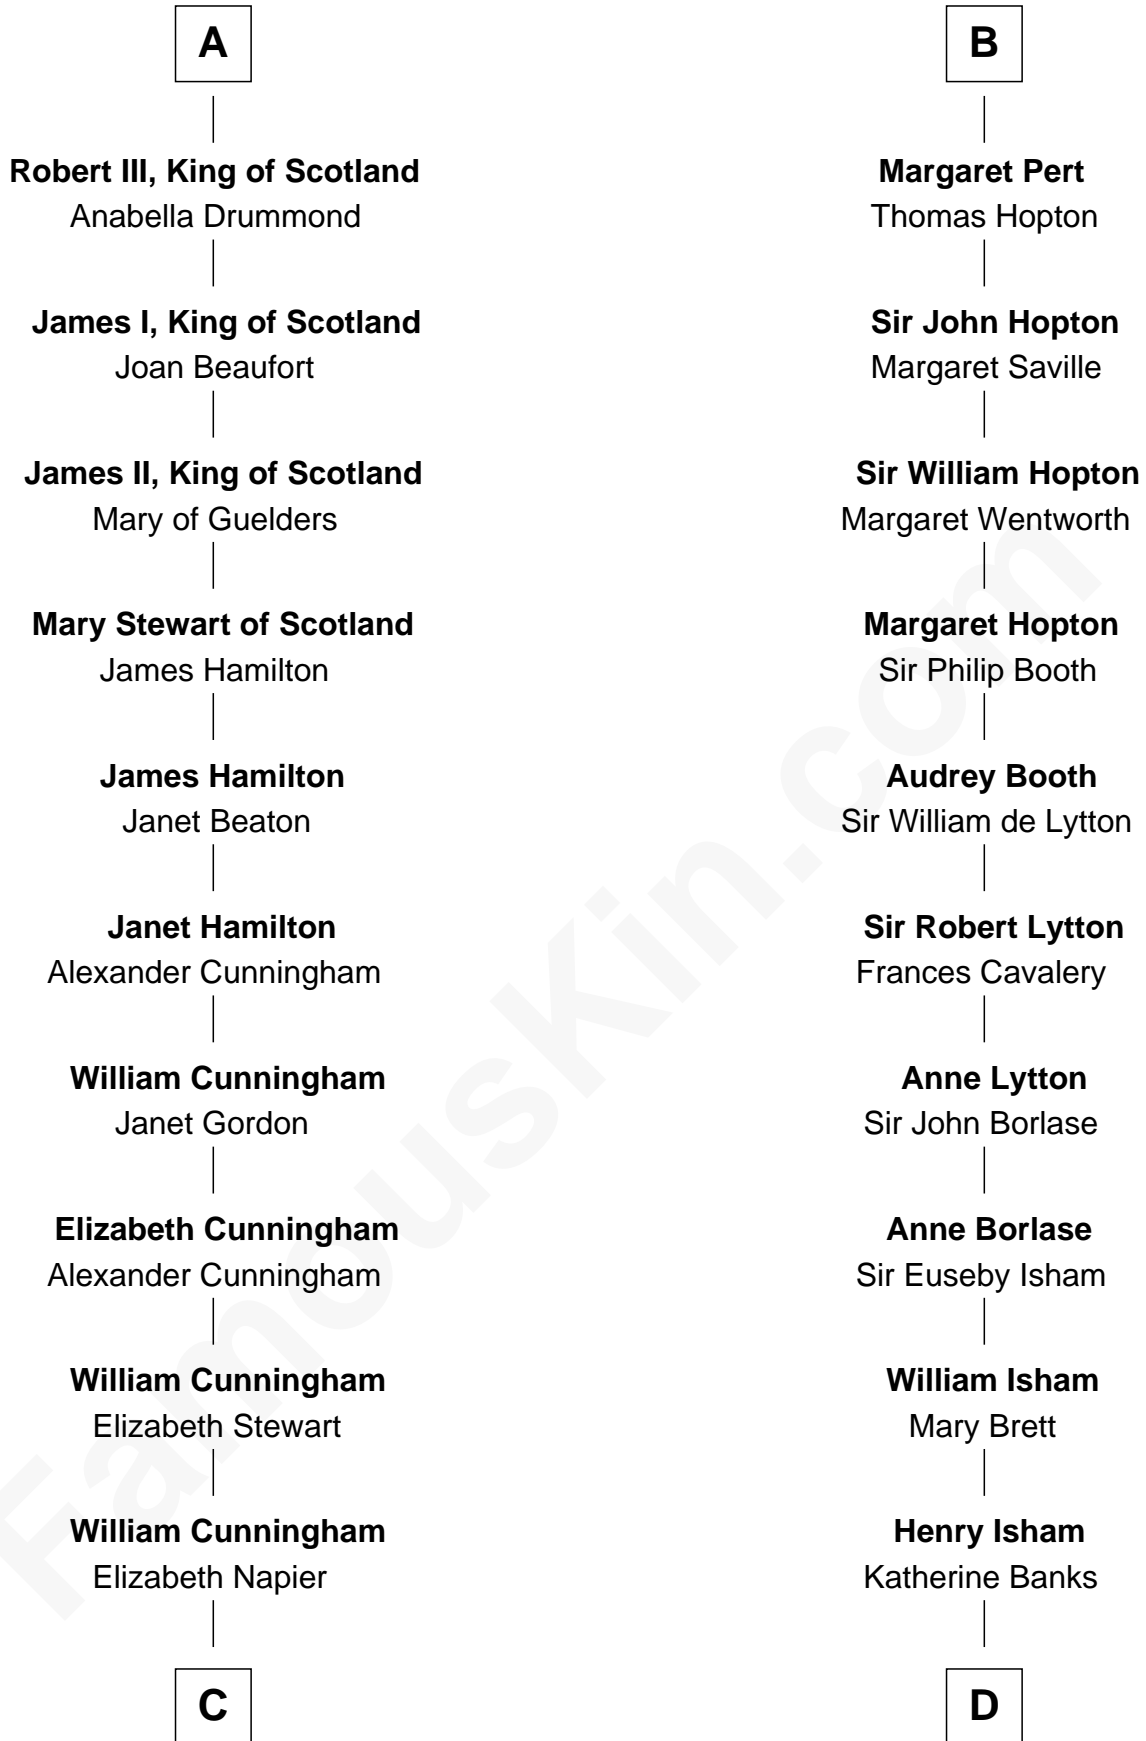 A
Robert III, King of Scotland
Anabella Drummond
James I, King of Scotland
Joan Beaufort
James II, King of Scotland
Mary of Guelders
Mary Stewart of Scotland
James Hamilton
James Hamilton
Janet Beaton
Janet Hamilton
Alexander Cunningham
William Cunningham
Janet Gordon
Elizabeth Cunningham
Alexander Cunningham
William Cunningham
Elizabeth Stewart
William Cunningham
Elizabeth Napier
C
B
Margaret Pert
Thomas Hopton
Sir John Hopton
Margaret Saville
Sir William Hopton
Margaret Wentworth
Margaret Hopton
Sir Philip Booth
Audrey Booth
Sir William de Lytton
Sir Robert Lytton
Frances Cavalery
Anne Lytton
Sir John Borlase
Anne Borlase
Sir Euseby Isham
William Isham
Mary Brett
Henry Isham
Katherine Banks
D
FamousKin.com